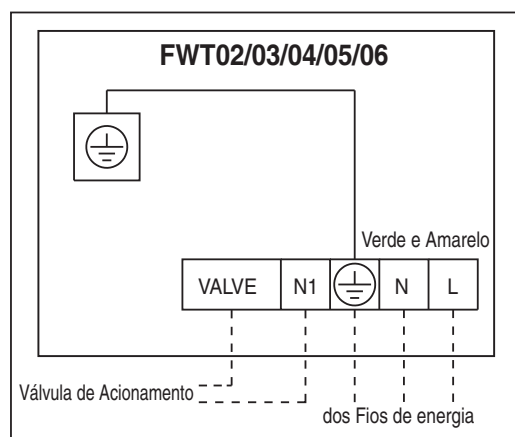 FWT02/03/04/05/06
Verde e Amarelo
VALVE N1 N L
Válvula de Acionamento
dos Fios de energia